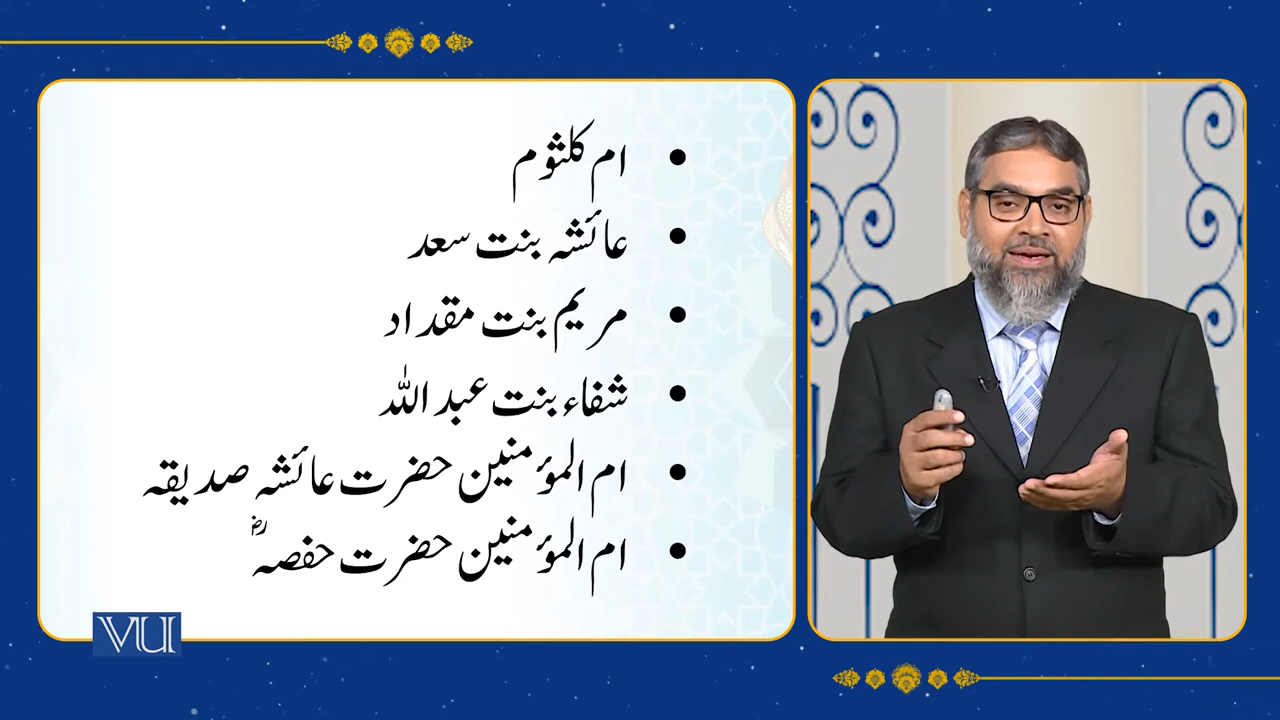 • ام کلثوم
• عائشہ بنت سعد
• مریم بنت مقداد
• شفاء بنت عبد اللہ
• ام المؤمنین حضرت عائشہ صدیقہ
• ام المؤمنین حضرت حفصہؓ
VU